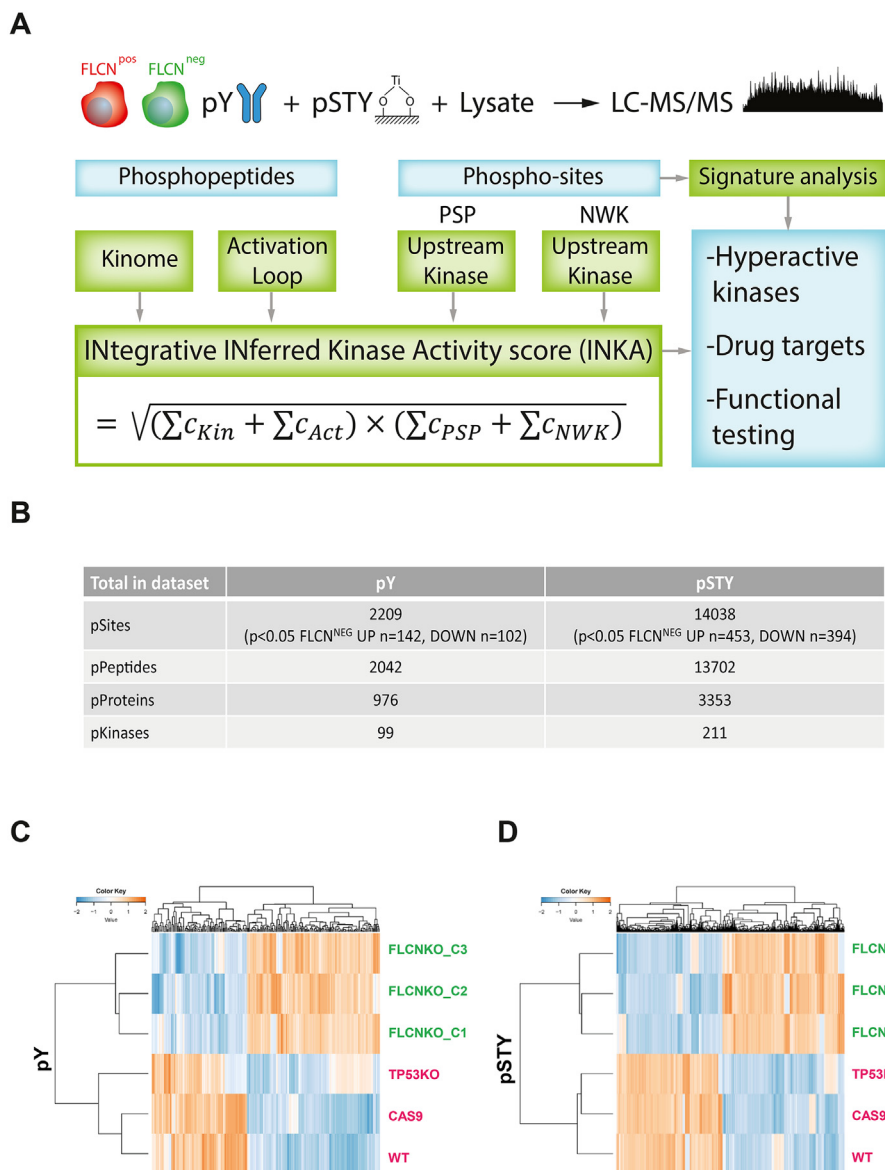 A
FLCN pos FLCN neg
Ti
O O
pY + pSTY + Lysate → LC-MS/MS
Phosphopeptides Phospho-sites Signature analysis
PSP NWK
Kinome Activation Loop Upstream Kinase Upstream Kinase
-Hyperactive
kinases
-Drug targets
-Functional
testing
INtegrative INferred Kinase Activity score (INKA)
= √(∑c_Kin + ∑c_Act) × (∑c_PSP + ∑c_NWK)
B
Total in dataset pY pSTY
pSites 2209 14038
(p<0.05 FLCN^NEG UP n=142, DOWN n=102) (p<0.05 FLCN^NEG UP n=453, DOWN n=394)
pPeptides 2042 13702
pProteins 976 3353
pKinases 99 211
C
Color Key
-2 -1 0 1 2
Value
pY
FLCNKO_C3
FLCNKO_C2
FLCNKO_C1
TP53KO
CAS9
WT
D
Color Key
-2 -1 0 1 2
Value
pSTY
FLCN
FLCN
FLCN
TP53
CAS9
WT